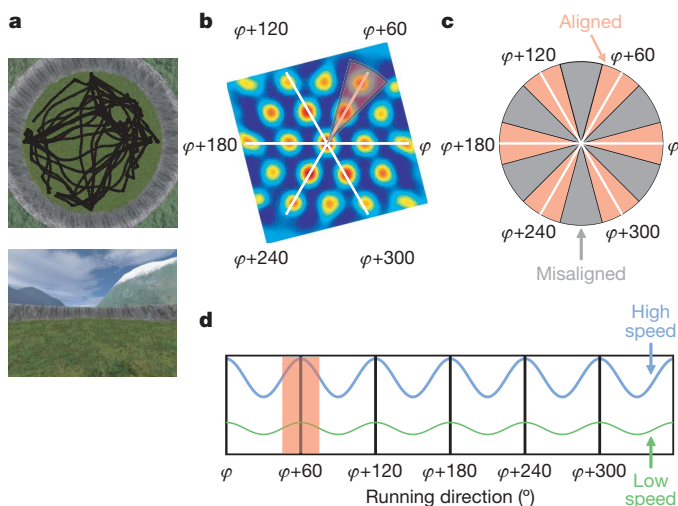 a
b
φ+120
φ+60
φ+180
φ
φ+240
φ+300
c
Aligned
φ+120
φ+60
φ+180
φ
φ+240
φ+300
Misaligned
d
High
speed
φ
φ+60
φ+120
φ+180
φ+240
φ+300
Running direction (º)
Low
speed